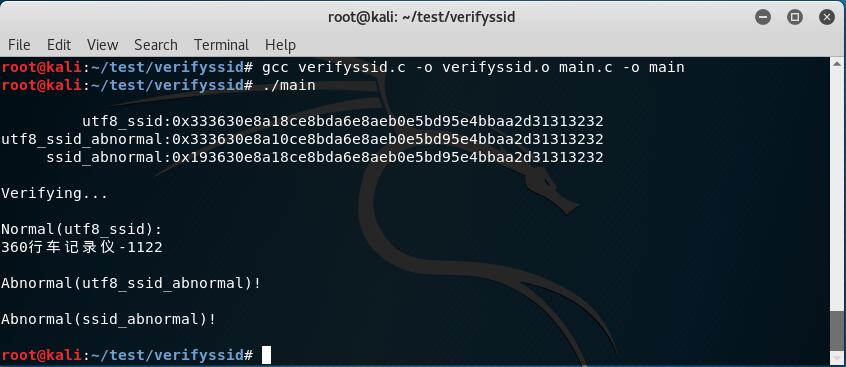 root@kali: ~/test/verifyssid
File Edit View Search Terminal Help
root@kali:~/test/verifyssid# gcc verifyssid.c -o verifyssid.o main.c -o main
root@kali:~/test/verifyssid# ./main
utf8_ssid:0x333630e8a18ce8bda6e8aeb0e5bd95e4bbaa2d31313232
utf8_ssid_abnormal:0x333630e8a10ce8bda6e8aeb0e5bd95e4bbaa2d31313232
ssid_abnormal:0x193630e8a18ce8bda6e8aeb0e5bd95e4bbaa2d31313232
Verifying...
Normal(utf8_ssid):
360行车记录仪-1122
Abnormal(utf8_ssid_abnormal)!
Abnormal(ssid_abnormal)!
root@kali:~/test/verifyssid#